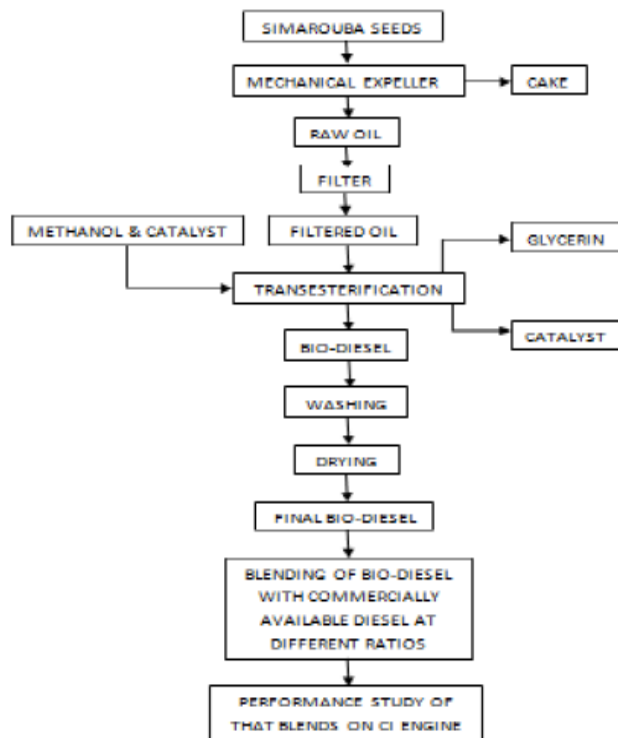 SIMAROUBA SEEDS
MECHANICAL EXPELLER
CAKE
RAW OIL
FILTER
METHANOL & CATALYST
FILTERED OIL
GLYCERIN
TRANSESTERIFICATION
CATALYST
BIO-DIESEL
WASHING
DRYING
FINAL BIO-DIESEL
BLENDING OF BIO-DIESEL
WITH COMMERCIALLY
AVAILABLE DIESEL AT
DIFFERENT RATIOS
PERFORMANCE STUDY OF
THAT BLENDS ON CI ENGINE